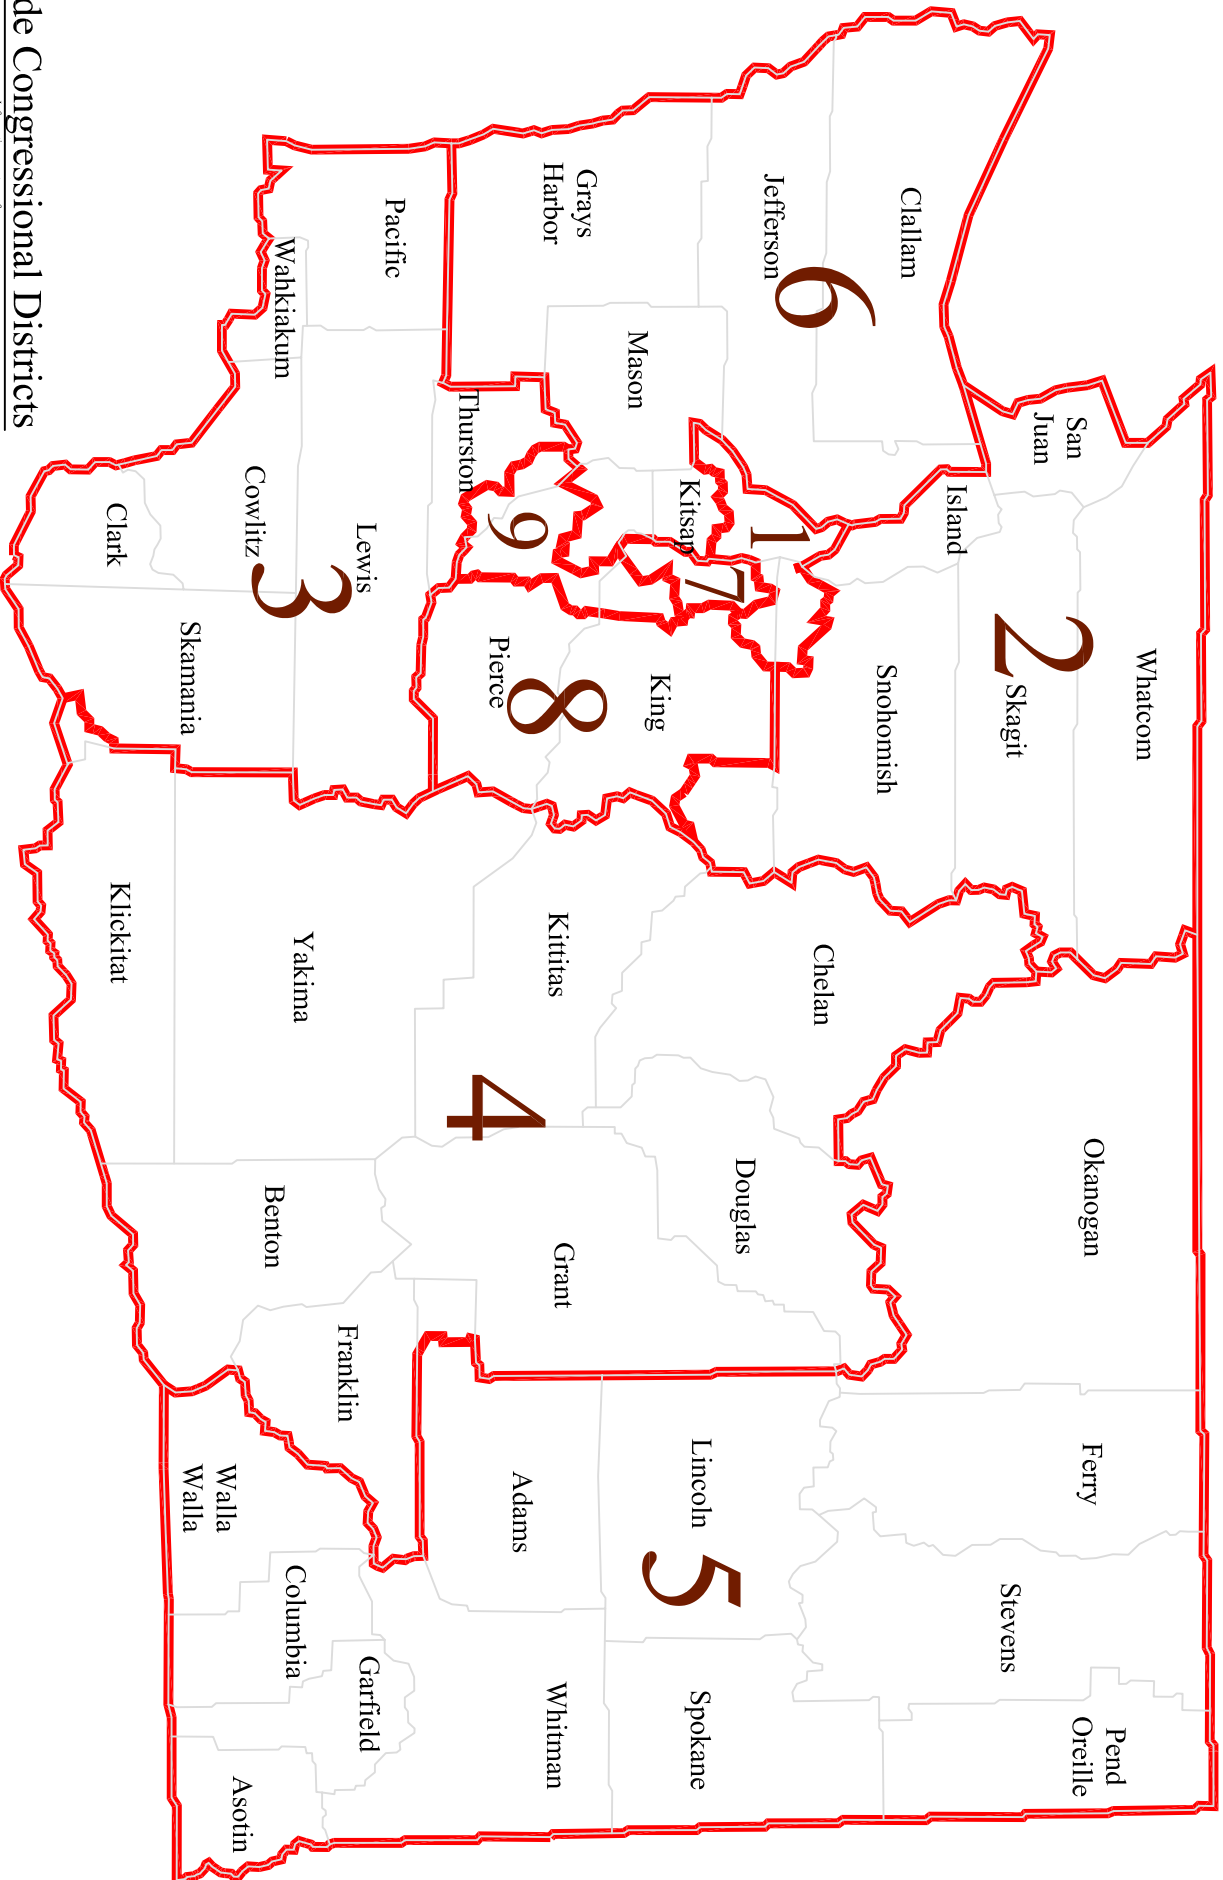 Whatcom
San
Juan
2
Skagit
Island
Okanogan
Ferry
Pend
Oreille
Stevens
Clallam
Snohomish
6
Jefferson
1
Chelan
Douglas
Kitsap
7
Mason
King
Lincoln
5
Spokane
Grays
Harbor
8
Pierce
9
Thurston
Kittitas
Grant
4
Adams
Whitman
Pacific
Lewis
3
Wahkiakum
Cowlitz
Yakima
Benton
Franklin
Garfield
Columbia
Walla
Walla
Asotin
Skamania
Clark
Klickitat
de Congressional Districts